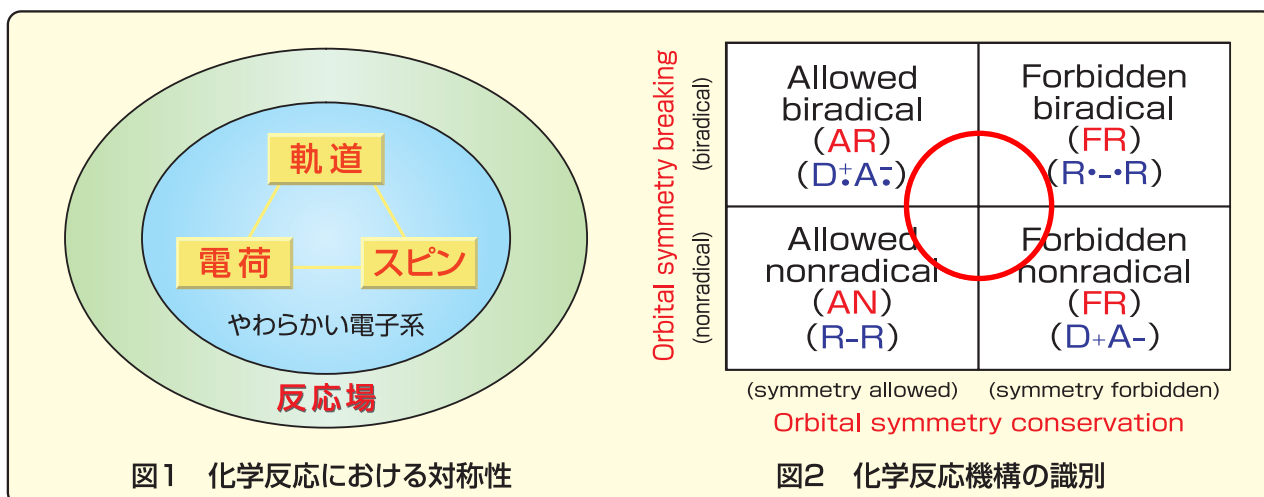 軌道
電荷
スピン
やわらかい電子系
反応場
図1 化学反応における対称性
Orbital symmetry breaking
(biradical)
(nonradical)
Allowed
biradical
(AR)
(D⁺•A⁻•)
Forbidden
biradical
(FR)
(R•-•R)
Allowed
nonradical
(AN)
(R-R)
Forbidden
nonradical
(FR)
(D+A-)
(symmetry allowed)
(symmetry forbidden)
Orbital symmetry conservation
図2 化学反応機構の識別